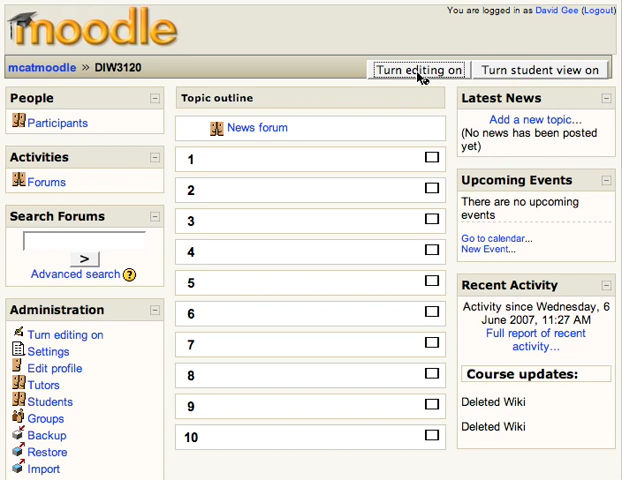 moodle
You are logged in as David Gee (Logout)
mcatmoodle » DIW3120
Turn editing on
Turn student view on
People
Participants
Activities
Forums
Search Forums
>
Advanced search ?
Administration
Turn editing on
Settings
Edit profile
Tutors
Students
Groups
Backup
Restore
Import
Topic outline
News forum
1
2
3
4
5
6
7
8
9
10
Latest News
Add a new topic...
(No news has been posted
yet)
Upcoming Events
There are no upcoming
events
Go to calendar...
New Event...
Recent Activity
Activity since Wednesday, 6
June 2007, 11:27 AM
Full report of recent
activity...
Course updates:
Deleted Wiki
Deleted Wiki